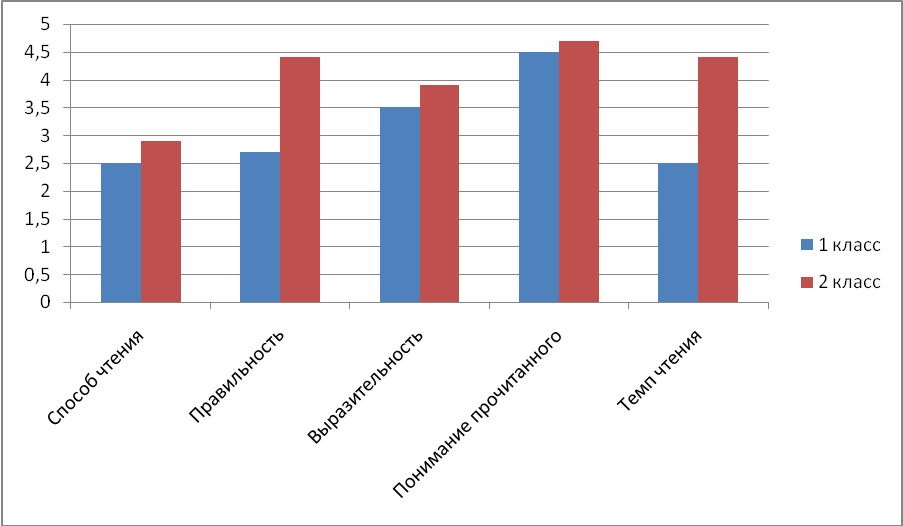 5
4,5
4
3,5
3
2,5
2
1,5
1
0,5
0
Способ чтения
Правильность
Выразительность
Понимание прочитанного
Темп чтения
1 класс
2 класс